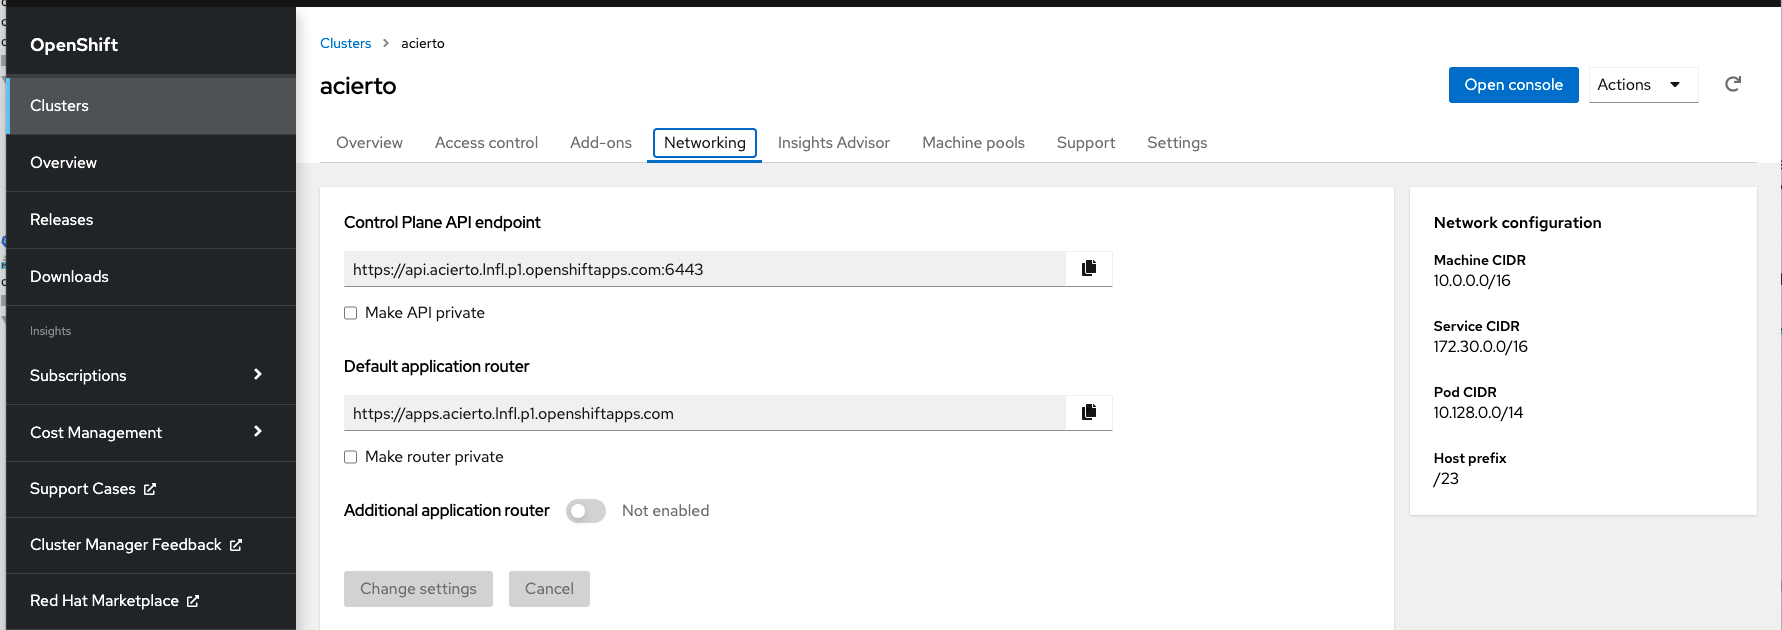 OpenShift
Clusters
Overview
Releases
Downloads
Insights
Subscriptions
Cost Management
Support Cases
Cluster Manager Feedback
Red Hat Marketplace
Clusters > acierto
acierto
Open console
Actions
Overview Access control Add-ons Networking Insights Advisor Machine pools Support Settings
Control Plane API endpoint
https://api.acierto.lnfl.p1.openshiftapps.com:6443
Make API private
Default application router
https://apps.acierto.lnfl.p1.openshiftapps.com
Make router private
Additional application router Not enabled
Change settings Cancel
Network configuration
Machine CIDR
10.0.0.0/16
Service CIDR
172.30.0.0/16
Pod CIDR
10.128.0.0/14
Host prefix
/23